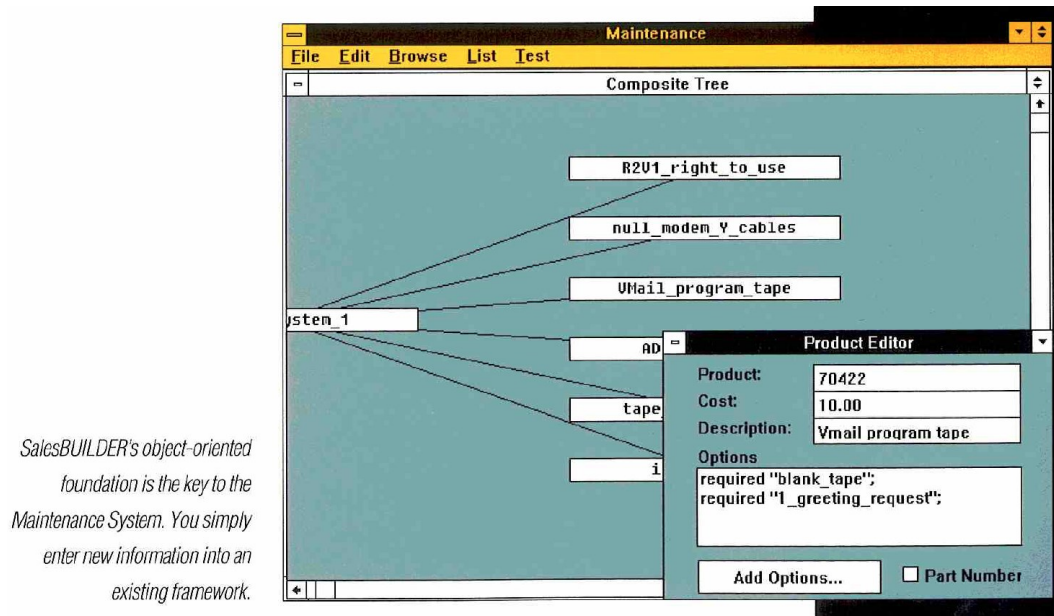 Maintenance
File Edit Browse List Test
Composite Tree
R2V1_right_to_use
null_modem_Y_cables
VMail_program_tape
ystem_1
AD
tape_
i
Product Editor
Product: 70422
Cost: 10.00
Description: Vmail program tape
Options
required "blank_tape";
required "1_greeting_request";
Add Options...
Part Number
SalesBUILDER's object-oriented
foundation is the key to the
Maintenance System. You simply
enter new information into an
existing framework.